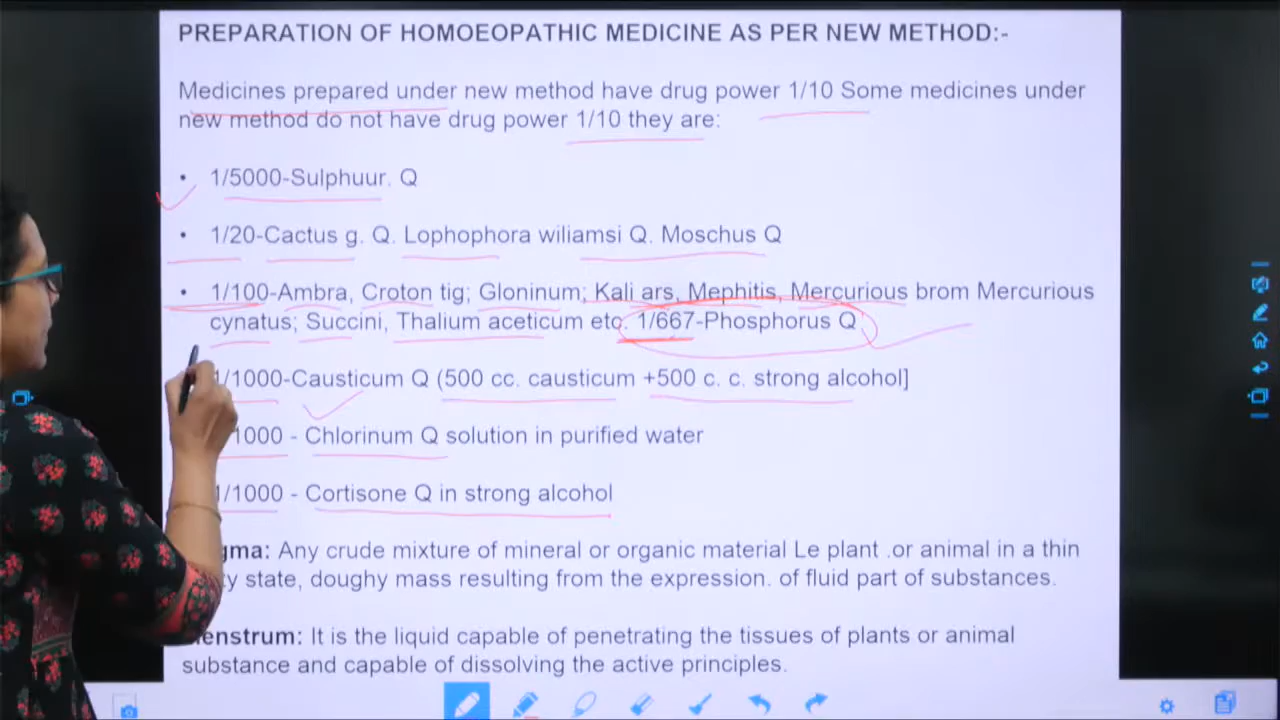 PREPARATION OF HOMOEOPATHIC MEDICINE AS PER NEW METHOD:-
Medicines prepared under new method have drug power 1/10 Some medicines under
new method do not have drug power 1/10 they are:
• 1/5000-Sulphuur. Q
• 1/20-Cactus g. Q. Lophophora wiliamsi Q. Moschus Q
• 1/100-Ambra, Croton tig; Gloninum; Kali ars, Mephitis, Mercurious brom Mercurious
cynatus; Succini, Thalium aceticum etc. 1/667-Phosphorus Q
1/1000-Causticum Q (500 cc. causticum +500 c. c. strong alcohol]
1000 - Chlorinum Q solution in purified water
1/1000 - Cortisone Q in strong alcohol
Any crude mixture of mineral or organic material Le plant .or animal in a thin
state, doughy mass resulting from the expression. of fluid part of substances.
It is the liquid capable of penetrating the tissues of plants or animal
substance and capable of dissolving the active principles.